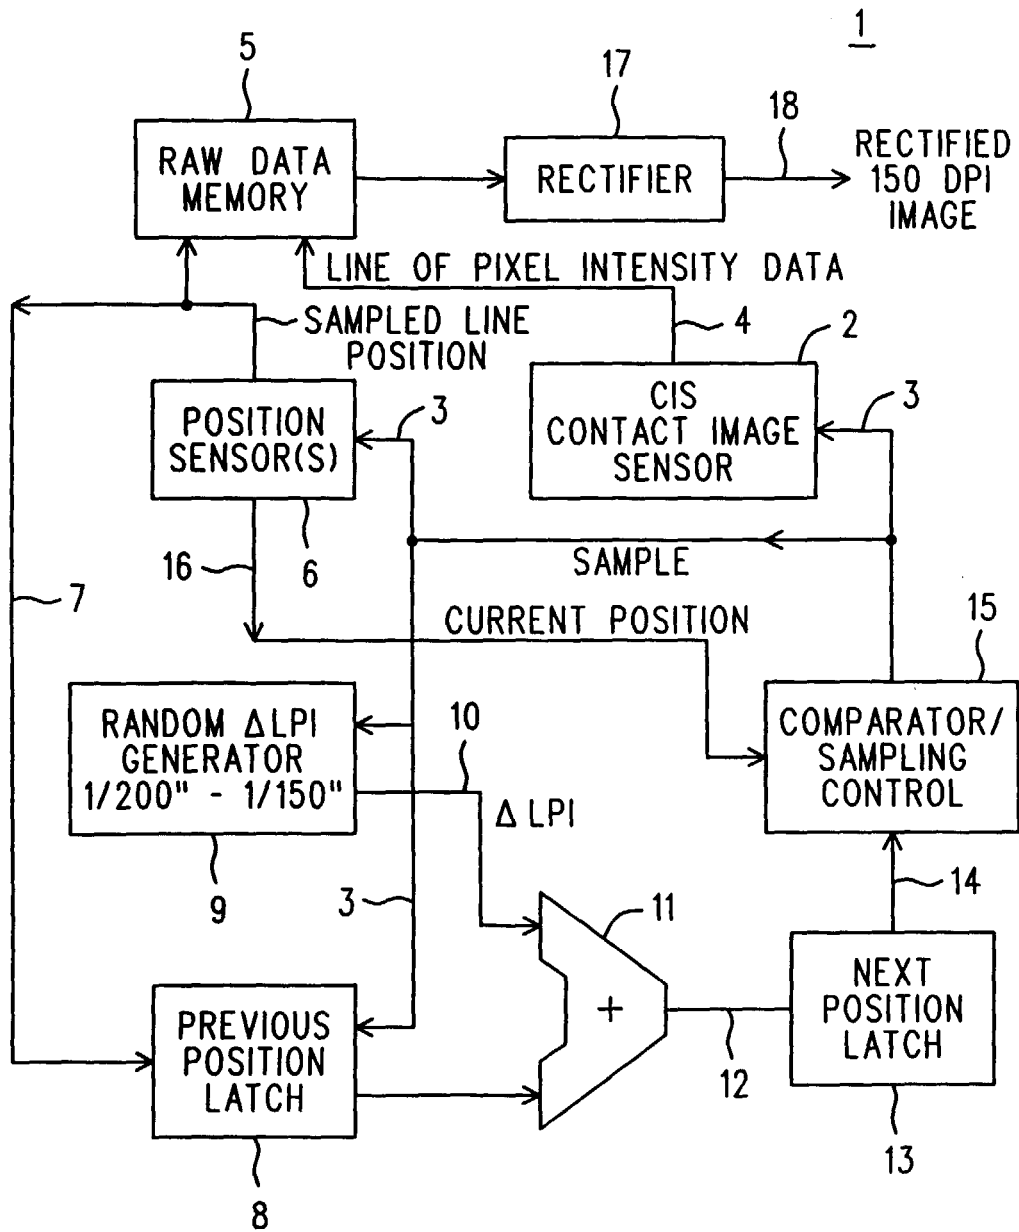 1
5
17
18
RAW DATA
MEMORY
RECTIFIER
RECTIFIED
150 DPI
IMAGE
LINE OF PIXEL INTENSITY DATA
SAMPLED LINE
POSITION
4
2
POSITION
SENSOR(S)
3
CIS
CONTACT IMAGE
SENSOR
3
16
6
SAMPLE
7
CURRENT POSITION
15
RANDOM ΔLPI
GENERATOR
1/200" - 1/150"
10
COMPARATOR/
SAMPLING
CONTROL
Δ LPI
9
3
11
14
PREVIOUS
POSITION
LATCH
+
12
NEXT
POSITION
LATCH
13
8